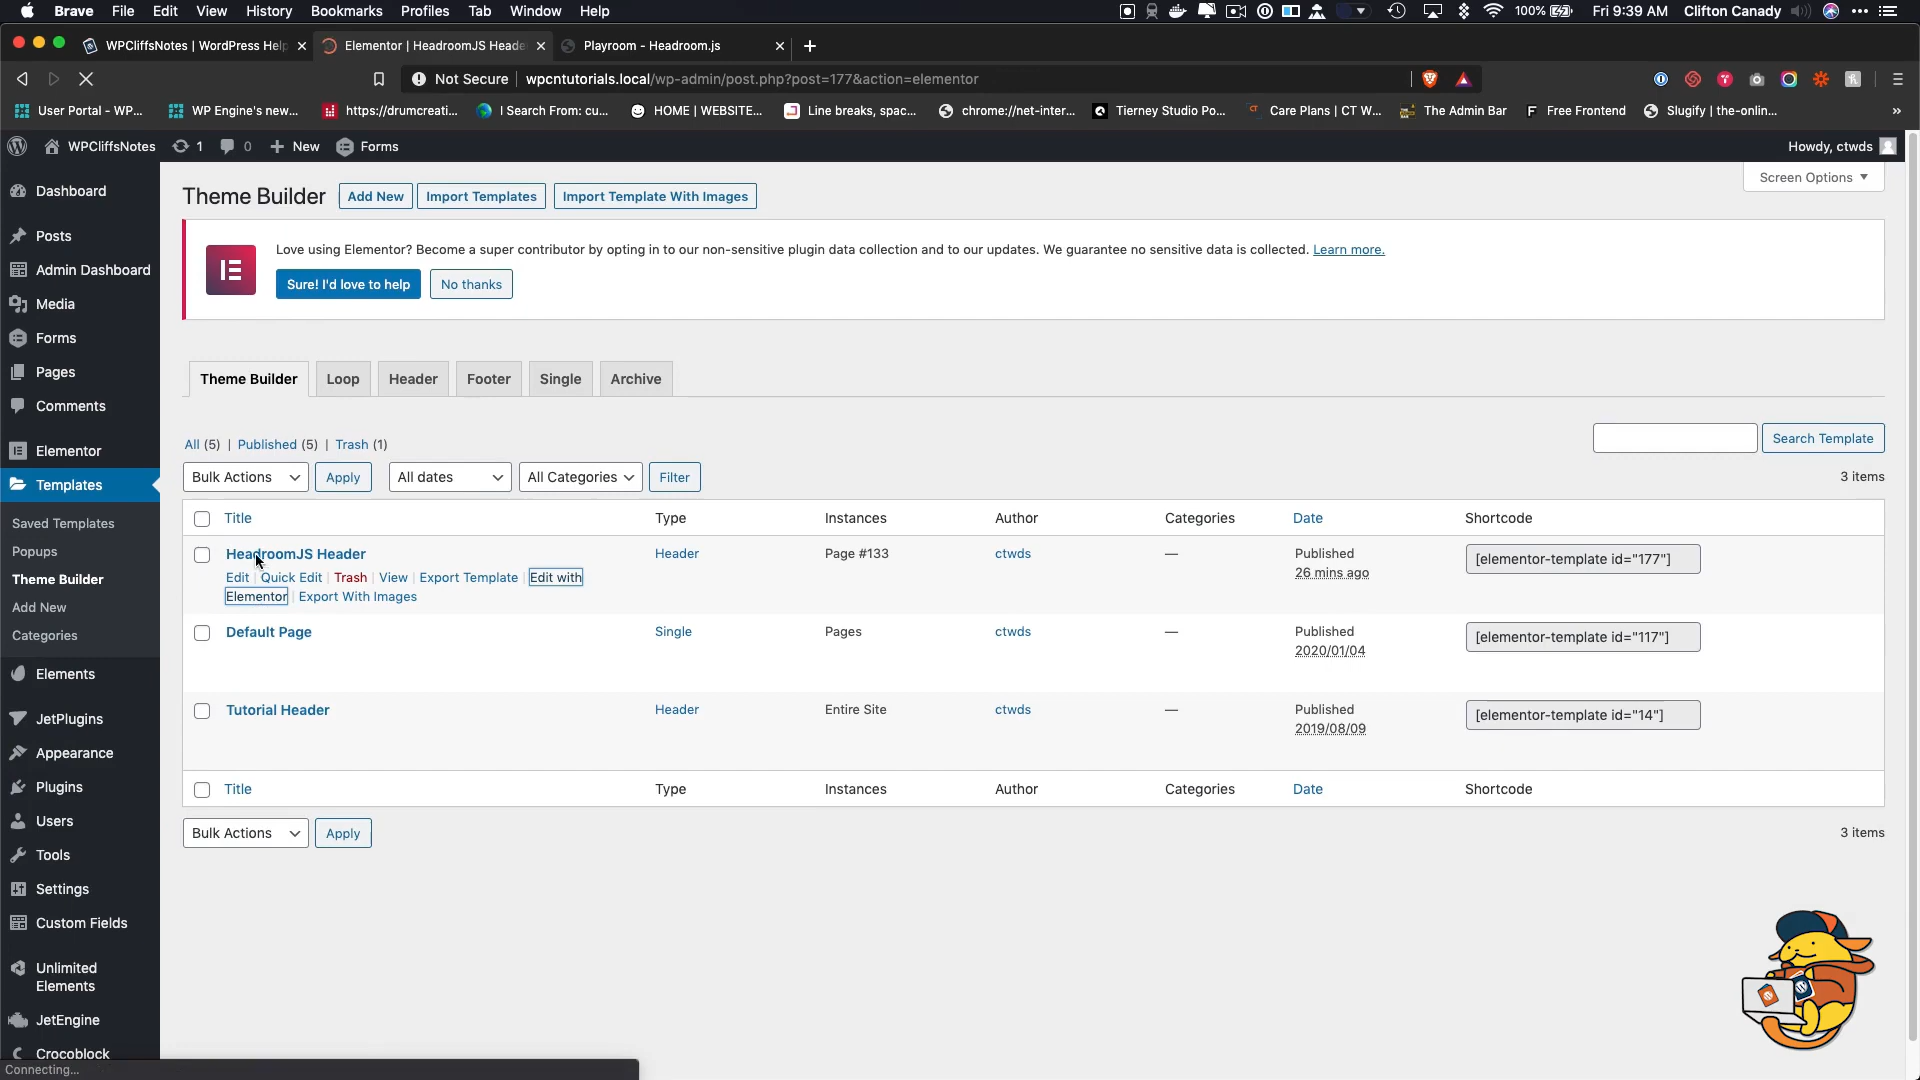 Brave File Edit View History Bookmarks Profiles Tab Window Help 100% Fri 9:39 AM Clifton Canady
WPCliffsNotes | WordPress Help
Elementor | HeadroomJS Heade
Playroom - Headroom.js
Not Secure wpcntutorials.local/wp-admin/post.php?post=177&action=elementor
User Portal - WP... WP Engine's new... https://drumcreati... I Search From: cu... HOME | WEBSITE... Line breaks, spac... chrome://net-inter... Tierney Studio Po... Care Plans | CT W... The Admin Bar Free Frontend Slugify | the-onlin... »
WPCliffsNotes 1 0 New Forms Howdy, ctwds
Screen Options
Dashboard
Posts
Admin Dashboard
Media
Forms
Pages
Comments
Elementor
Templates
Saved Templates
Popups
Theme Builder
Add New
Categories
Elements
JetPlugins
Appearance
Plugins
Users
Tools
Settings
Custom Fields
Unlimited
Elements
JetEngine
Crocoblock
Theme Builder Add New Import Templates Import Template With Images
Love using Elementor? Become a super contributor by opting in to our non-sensitive plugin data collection and to our updates. We guarantee no sensitive data is collected. Learn more.
Sure! I'd love to help No thanks
Theme Builder Loop Header Footer Single Archive
All (5) | Published (5) | Trash (1)
Search Template
Bulk Actions Apply All dates All Categories Filter 3 items
Title Type Instances Author Categories Date Shortcode
HeadroomJS Header Header Page #133 ctwds — Published [elementor-template id="177"]
26 mins ago
Edit | Quick Edit | Trash | View | Export Template | Edit with
Elementor | Export With Images
Default Page Single Pages ctwds — Published [elementor-template id="117"]
2020/01/04
Tutorial Header Header Entire Site ctwds — Published [elementor-template id="14"]
2019/08/09
Title Type Instances Author Categories Date Shortcode
Bulk Actions Apply 3 items
Connecting...